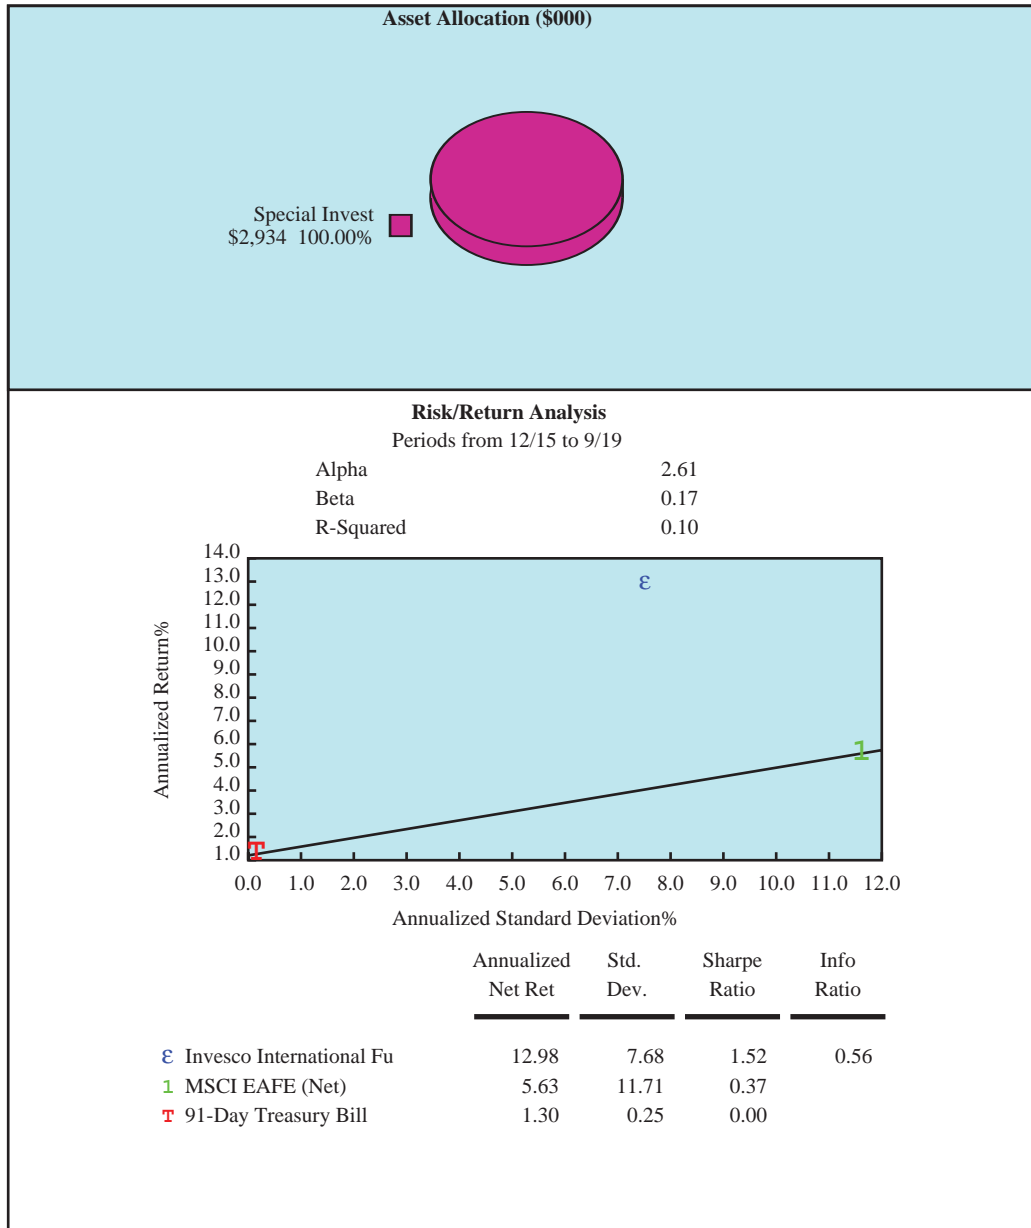 Asset Allocation ($000)
Special Invest
$2,934 100.00%
Risk/Return Analysis
Periods from 12/15 to 9/19
Alpha 2.61
Beta 0.17
R-Squared 0.10
14.0
13.0
12.0
11.0
10.0
9.0
8.0
7.0
6.0
5.0
4.0
3.0
2.0
1.0
Annualized Return%
ε
1
T
0.0 1.0 2.0 3.0 4.0 5.0 6.0 7.0 8.0 9.0 10.0 11.0 12.0
Annualized Standard Deviation%
Annualized Std. Sharpe Info
Net Ret Dev. Ratio Ratio
ε Invesco International Fu 12.98 7.68 1.52 0.56
1 MSCI EAFE (Net) 5.63 11.71 0.37
T 91-Day Treasury Bill 1.30 0.25 0.00